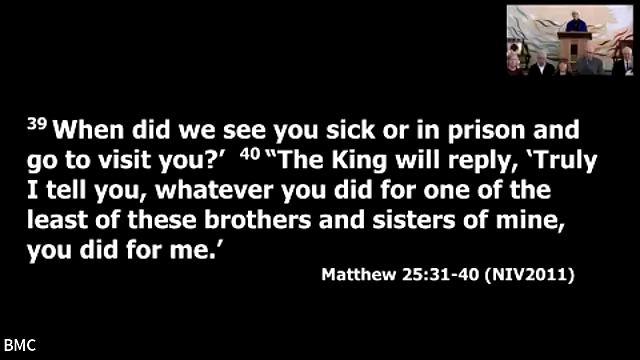 39 When did we see you sick or in prison and
go to visit you?’ 40 “The King will reply, ‘Truly
I tell you, whatever you did for one of the
least of these brothers and sisters of mine,
you did for me.’
Matthew 25:31-40 (NIV2011)
BMC